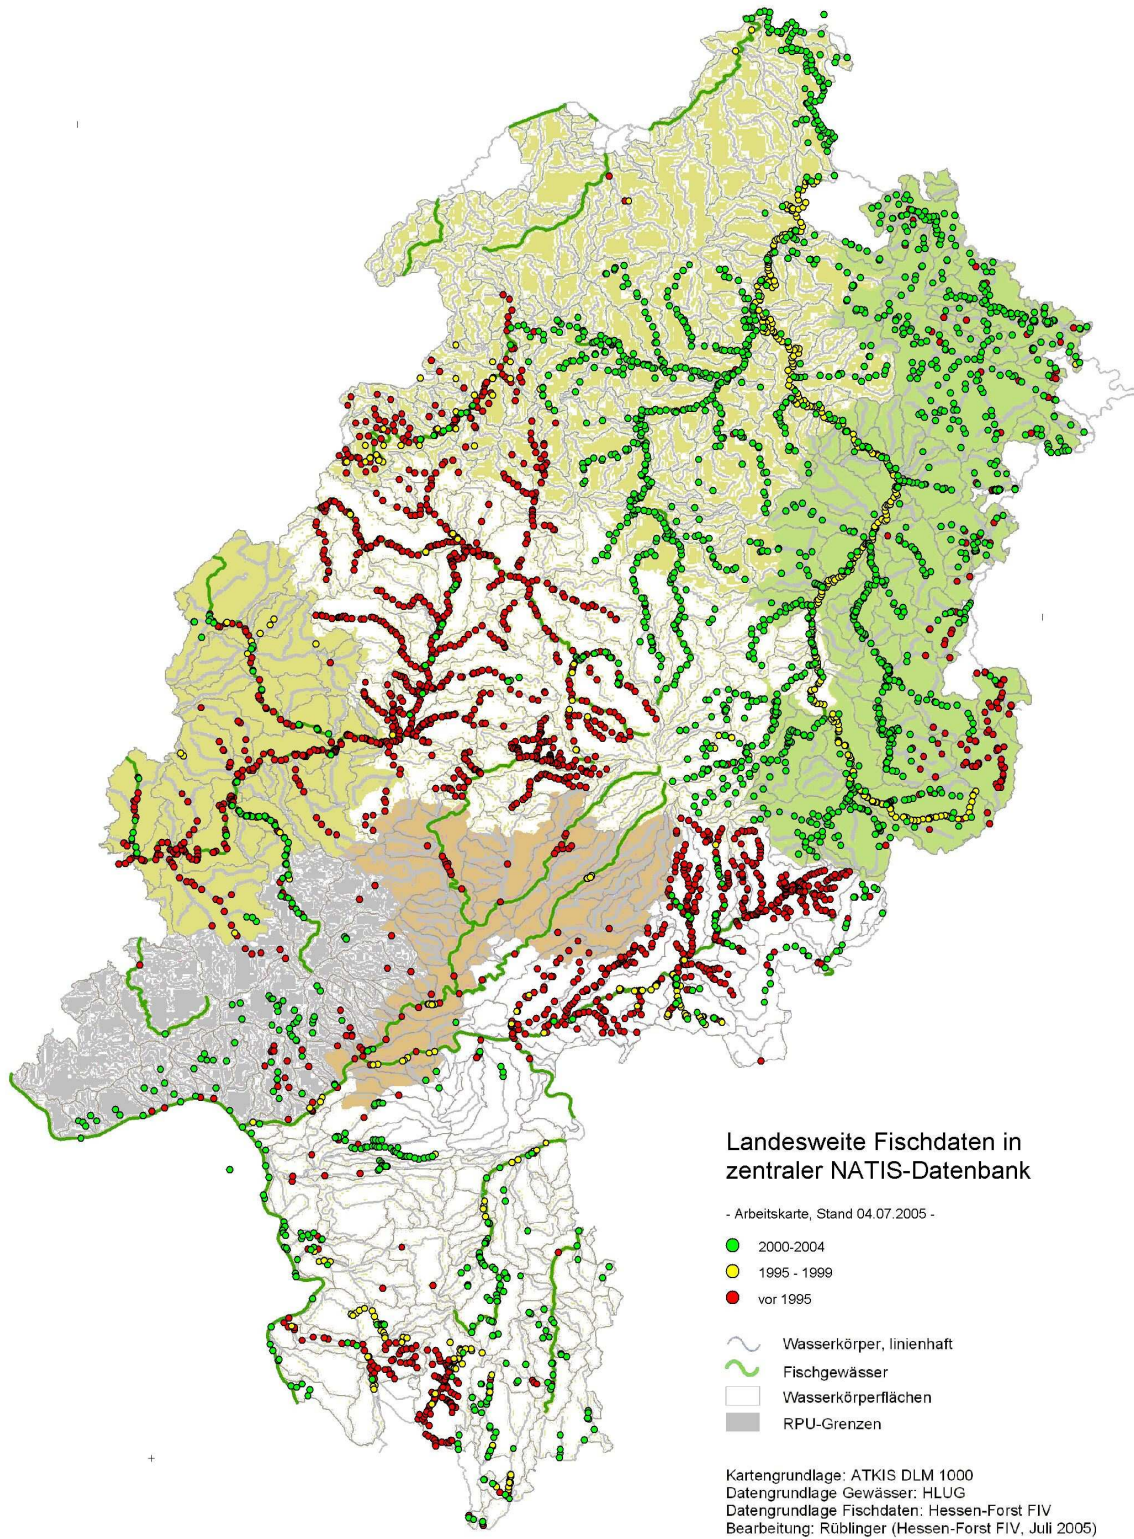 Landesweite Fischdaten in
zentraler NATIS-Datenbank
- Arbeitskarte, Stand 04.07.2005 -
2000-2004
1995 - 1999
vor 1995
Wasserkörper, linienhaft
Fischgewässer
Wasserkörperflächen
RPU-Grenzen
Kartengrundlage: ATKIS DLM 1000
Datengrundlage Gewässer: HLUG
Datengrundlage Fischdaten: Hessen-Forst FIV
Bearbeitung: Rüblinger (Hessen-Forst FIV, Juli 2005)